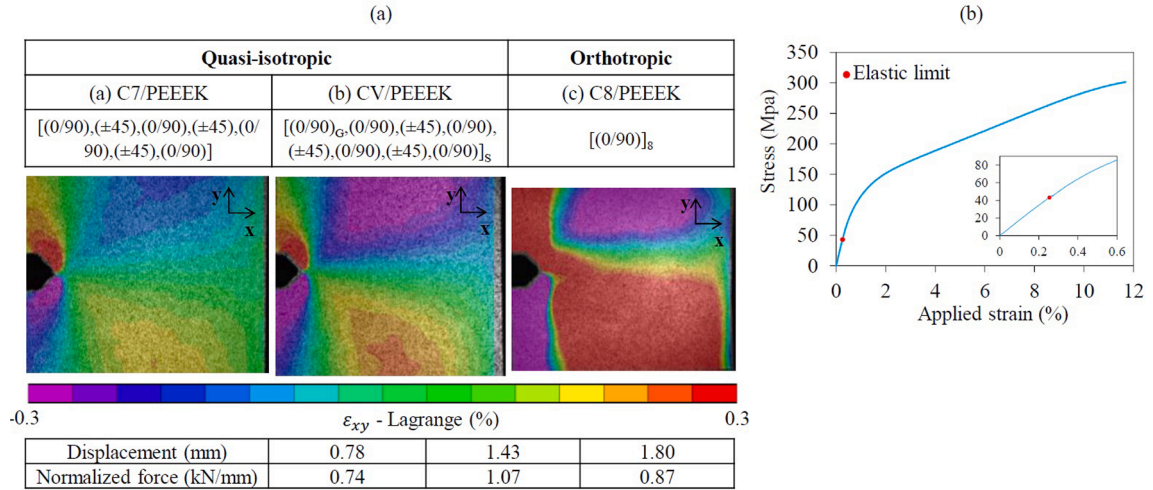 (a)
Quasi-isotropic Orthotropic
(a) C7/PEEEK (b) CV/PEEEK (c) C8/PEEEK
[(0/90),(±45),(0/90),(±45),(0/
90),(±45),(0/90)]
[(0/90)G,(0/90),(±45),(0/90),
(±45),(0/90),(±45),(0/90)]S
[(0/90)]8
y
x
y
x
y
x
-0.3 0.3
εxy - Lagrange (%)
Displacement (mm) 0.78 1.43 1.80
Normalized force (kN/mm) 0.74 1.07 0.87
(b)
Stress (Mpa)
350
300
250
200
150
100
50
0
Elastic limit
80
60
40
20
0
0 0.2 0.4 0.6
0 2 4 6 8 10 12
Applied strain (%)